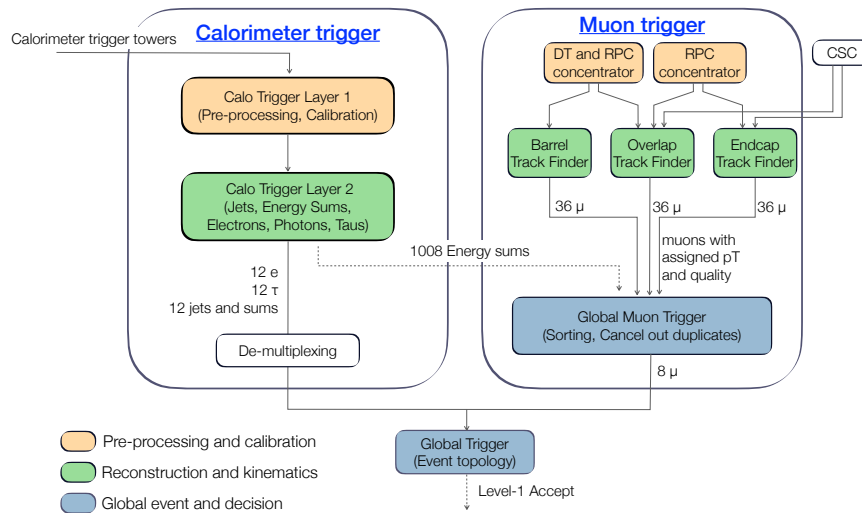 Calorimeter trigger towers
Calorimeter trigger
Calo Trigger Layer 1
(Pre-processing, Calibration)
Calo Trigger Layer 2
(Jets, Energy Sums,
Electrons, Photons, Taus)
12 e
12 τ
12 jets and sums
De-multiplexing
1008 Energy sums
Muon trigger
DT and RPC
concentrator
RPC
concentrator
CSC
Barrel
Track Finder
Overlap
Track Finder
Endcap
Track Finder
36 μ
36 μ
36 μ
muons with
assigned pT
and quality
Global Muon Trigger
(Sorting, Cancel out duplicates)
8 μ
Global Trigger
(Event topology)
Level-1 Accept
Pre-processing and calibration
Reconstruction and kinematics
Global event and decision